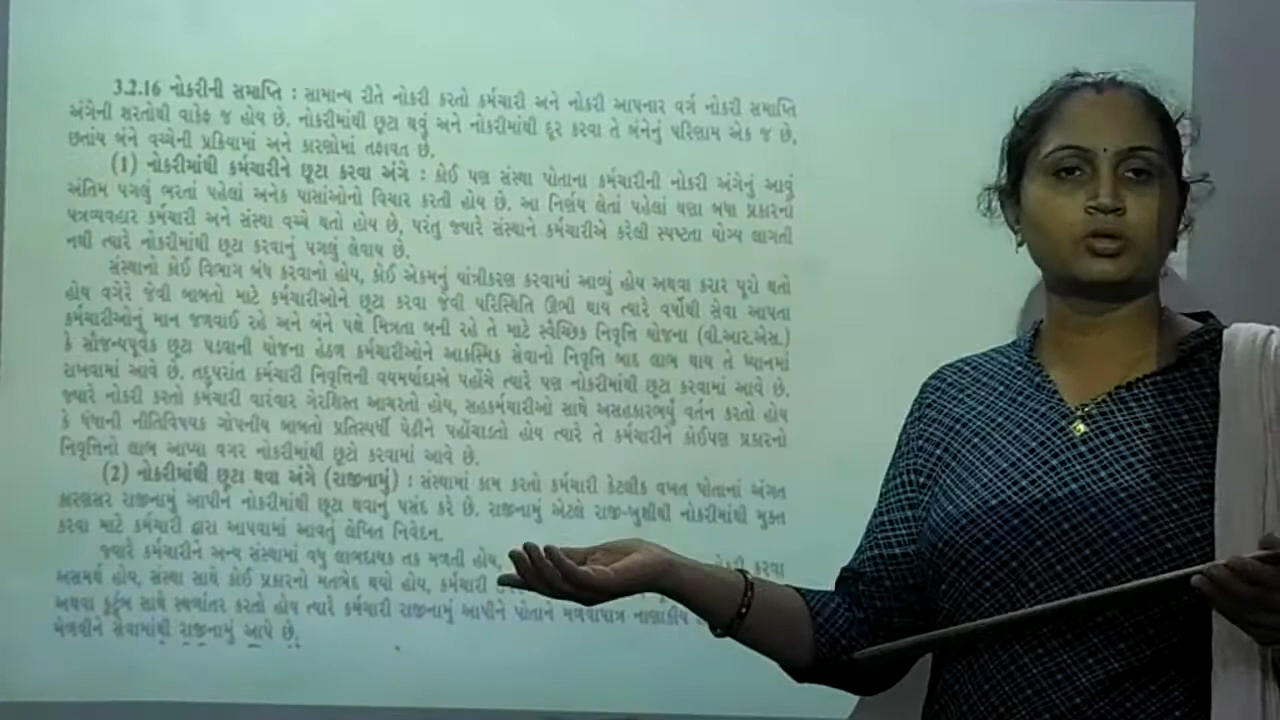 3.2.16 નોકરીની સમાપ્તિ : સામાન્ય રીતે નોકરી કરતો કર્મચારી અને નોકરી આપનાર વર્ગ નોકરી સમાપ્તિ
અંગેની શરતોથી વાકેફ જ હોય છે. નોકરીમાંથી છૂટા થવું અને નોકરીમાંથી દૂર કરવા તે બંનેનું પરિણામ એક જ છે,
છતાંય બંને વચ્ચેની પ્રક્રિયામાં અને કારણોમાં તફાવત છે.
(1) નોકરીમાંથી કર્મચારીને છૂટા કરવા અંગે : કોઈ પણ સંસ્થા પોતાના કર્મચારીની નોકરી અંગેનું આવું
અંતિમ પગલું ભરતાં પહેલાં અનેક પાસાંઓનો વિચાર કરતી હોય છે. આ નિર્ણય લેતાં પહેલાં ઘણા બધા પ્રકારનો
પત્રવ્યવહાર કર્મચારી અને સંસ્થા વચ્ચે થતો હોય છે, પરંતુ જ્યારે સંસ્થાને કર્મચારીએ કરેલી સ્પષ્ટતા યોગ્ય લાગતી
નથી ત્યારે નોકરીમાંથી છૂટા કરવાનું પગલું લેવાય છે.
સંસ્થાનો કોઈ વિભાગ બંધ કરવાનો હોય, કોઈ એકમનું યાંત્રીકરણ કરવામાં આવ્યું હોય અથવા કરાર પૂરો થતો
હોય વગેરે જેવી બાબતો માટે કર્મચારીઓને છૂટા કરવા જેવી પરિસ્થિતિ ઊભી થાય ત્યારે વર્ષોથી સેવા આપતા
કર્મચારીઓનું માન જળવાઈ રહે અને બંને પક્ષે મિત્રતા બની રહે તે માટે સ્વૈચ્છિક નિવૃત્તિ યોજના (વી.આર.એસ.)
કે સૌજન્યપૂર્વક છૂટા પડવાની યોજના હેઠળ કર્મચારીઓને આકસ્મિક સેવાનો નિવૃત્તિ બાદ લાભ થાય તે ધ્યાનમાં
રાખવામાં આવે છે. તદુપરાંત કર્મચારી નિવૃત્તિની વયમર્યાદાએ પહોંચે ત્યારે પણ નોકરીમાંથી છૂટા કરવામાં આવે છે.
જ્યારે નોકરી કરતો કર્મચારી વારંવાર ગેરશિસ્ત આચરતો હોય, સહકર્મચારીઓ સાથે અસહકારભર્યું વર્તન કરતો હોય
કે ધંધાની નીતિવિષયક ગોપનીય બાબતો પ્રતિસ્પર્ધી પેઢીને પહોંચાડતો હોય ત્યારે તે કર્મચારીને કોઈપણ પ્રકારનો
નિવૃત્તિનો લાભ આપ્યા વગર નોકરીમાંથી છૂટો કરવામાં આવે છે.
(2) નોકરીમાંથી છૂટા થવા અંગે (રાજીનામું) : સંસ્થામાં કામ કરતો કર્મચારી કેટલીક વખત પોતાનાં અંગત
કારણસર રાજીનામું આપીને નોકરીમાંથી છૂટા થવાનું પસંદ કરે છે. રાજીનામું એટલે રાજી-ખુશીથી નોકરીમાંથી મુક્ત
કરવા માટે કર્મચારી દ્વારા આપવામાં આવતું લેખિત નિવેદન.
જ્યારે કર્મચારીને અન્ય સંસ્થામાં વધુ લાભદાયક તક મળતી હોય, નોકરી કરવા
અસમર્થ હોય, સંસ્થા સાથે કોઈ પ્રકારનો મતભેદ થયો હોય, કર્મચારી
અથવા કુટુંબ સાથે સ્થળાંતર કરતો હોય ત્યારે કર્મચારી રાજીનામું આપીને પોતાને મળવાપાત્ર નાણાકીય
મેળવીને સેવામાંથી રાજીનામું આપે છે.